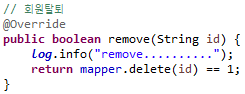 // 회원탈퇴
@Override
public boolean remove(String id) {
log.info("remove..........");
return mapper.delete(id) == 1;
}